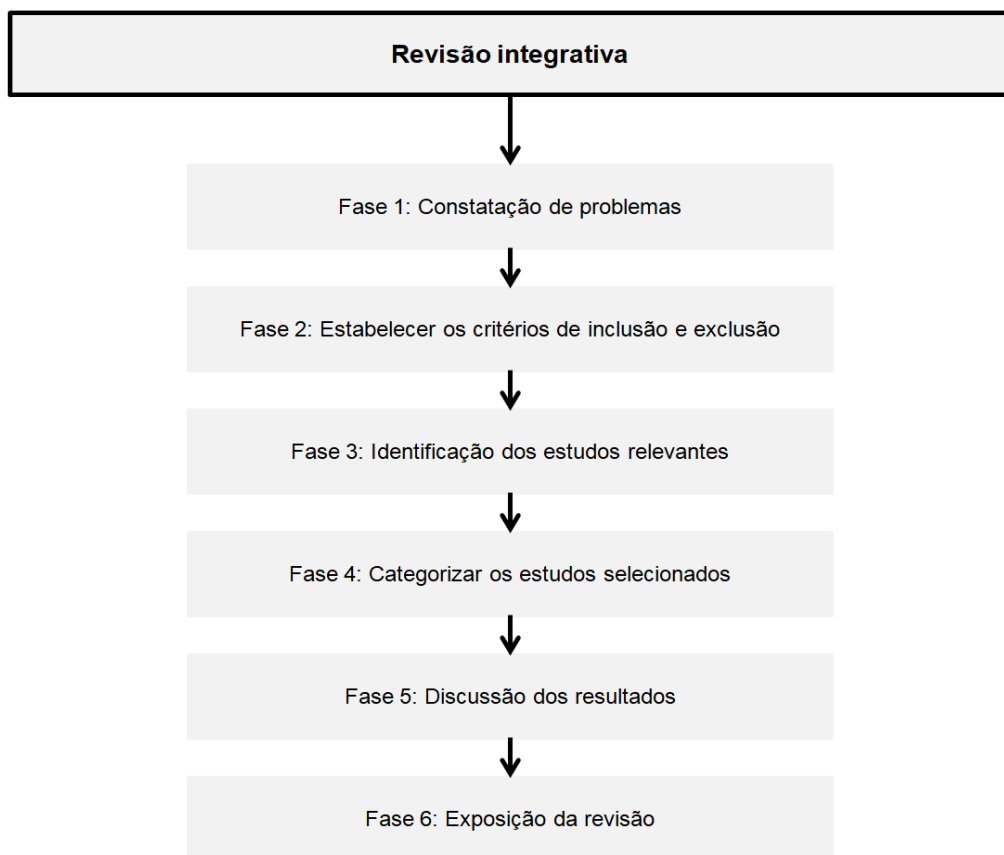 Revisão integrativa
Fase 1: Constatação de problemas
Fase 2: Estabelecer os critérios de inclusão e exclusão
Fase 3: Identificação dos estudos relevantes
Fase 4: Categorizar os estudos selecionados
Fase 5: Discussão dos resultados
Fase 6: Exposição da revisão